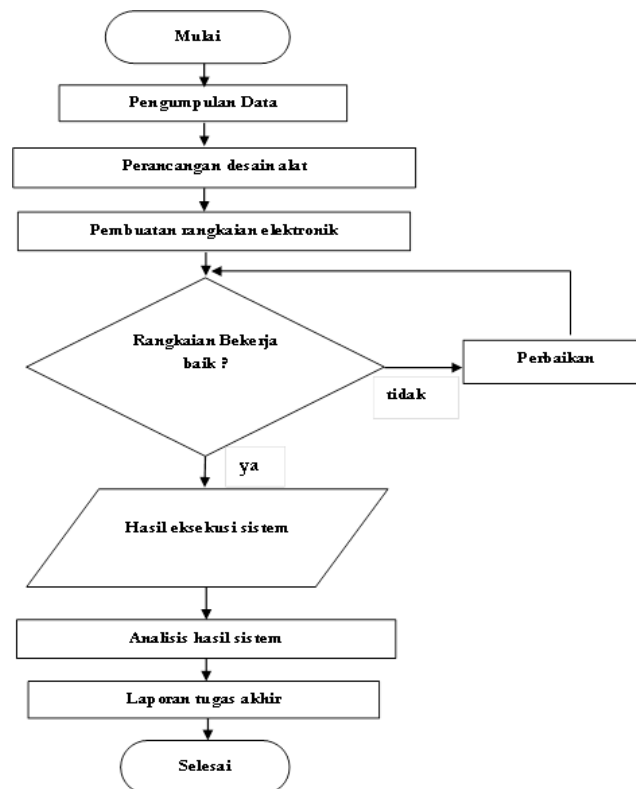 Mulai
Pengumpulan Data
Perancangan desain alat
Pembuatan rangkaian elektronik
Rangkaian Bekerja
baik ?
Perbaikan
tidak
ya
Hasil eksekusi sistem
Analisis hasil sistem
Laporan tugas akhir
Selesai